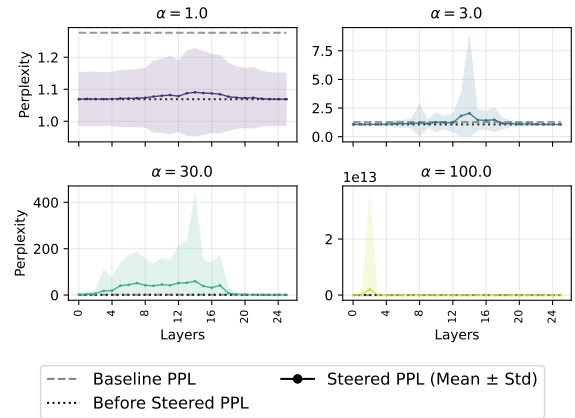 α = 1.0
α = 3.0
Perplexity
1.2
1.1
1.0
7.5
5.0
2.5
0.0
1e13
α = 30.0
α = 100.0
Perplexity
400
200
0
2
0
0 4 8 12 16 20 24
0 4 8 12 16 20 24
Layers
Layers
Baseline PPL
Steered PPL (Mean ± Std)
Before Steered PPL